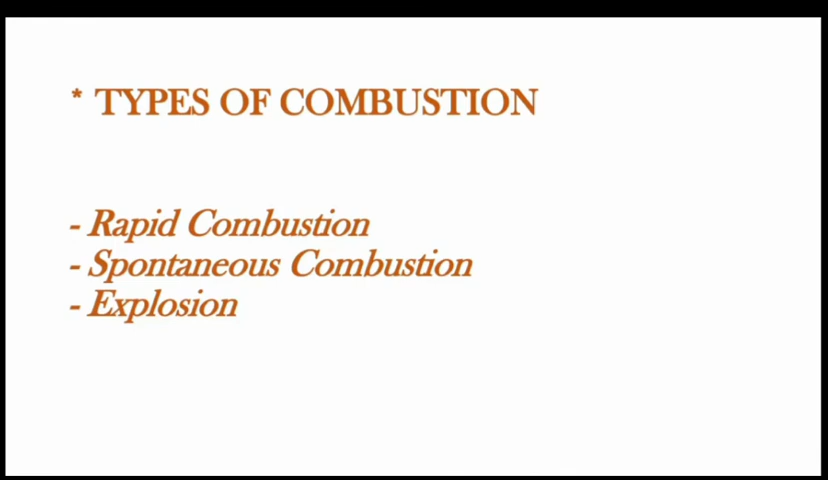 * TYPES OF COMBUSTION
- Rapid Combustion
- Spontaneous Combustion
- Explosion